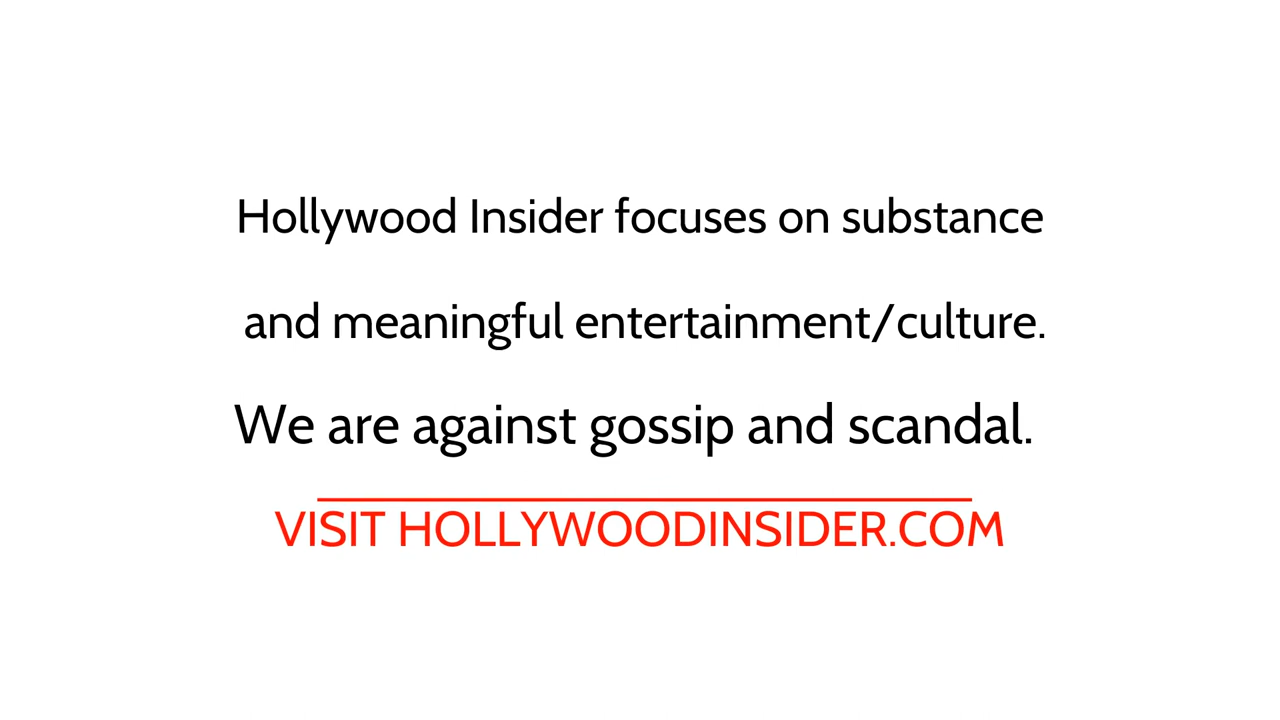 Hollywood Insider focuses on substance
and meaningful entertainment/culture.
We are against gossip and scandal.
VISIT HOLLYWOODINSIDER.COM